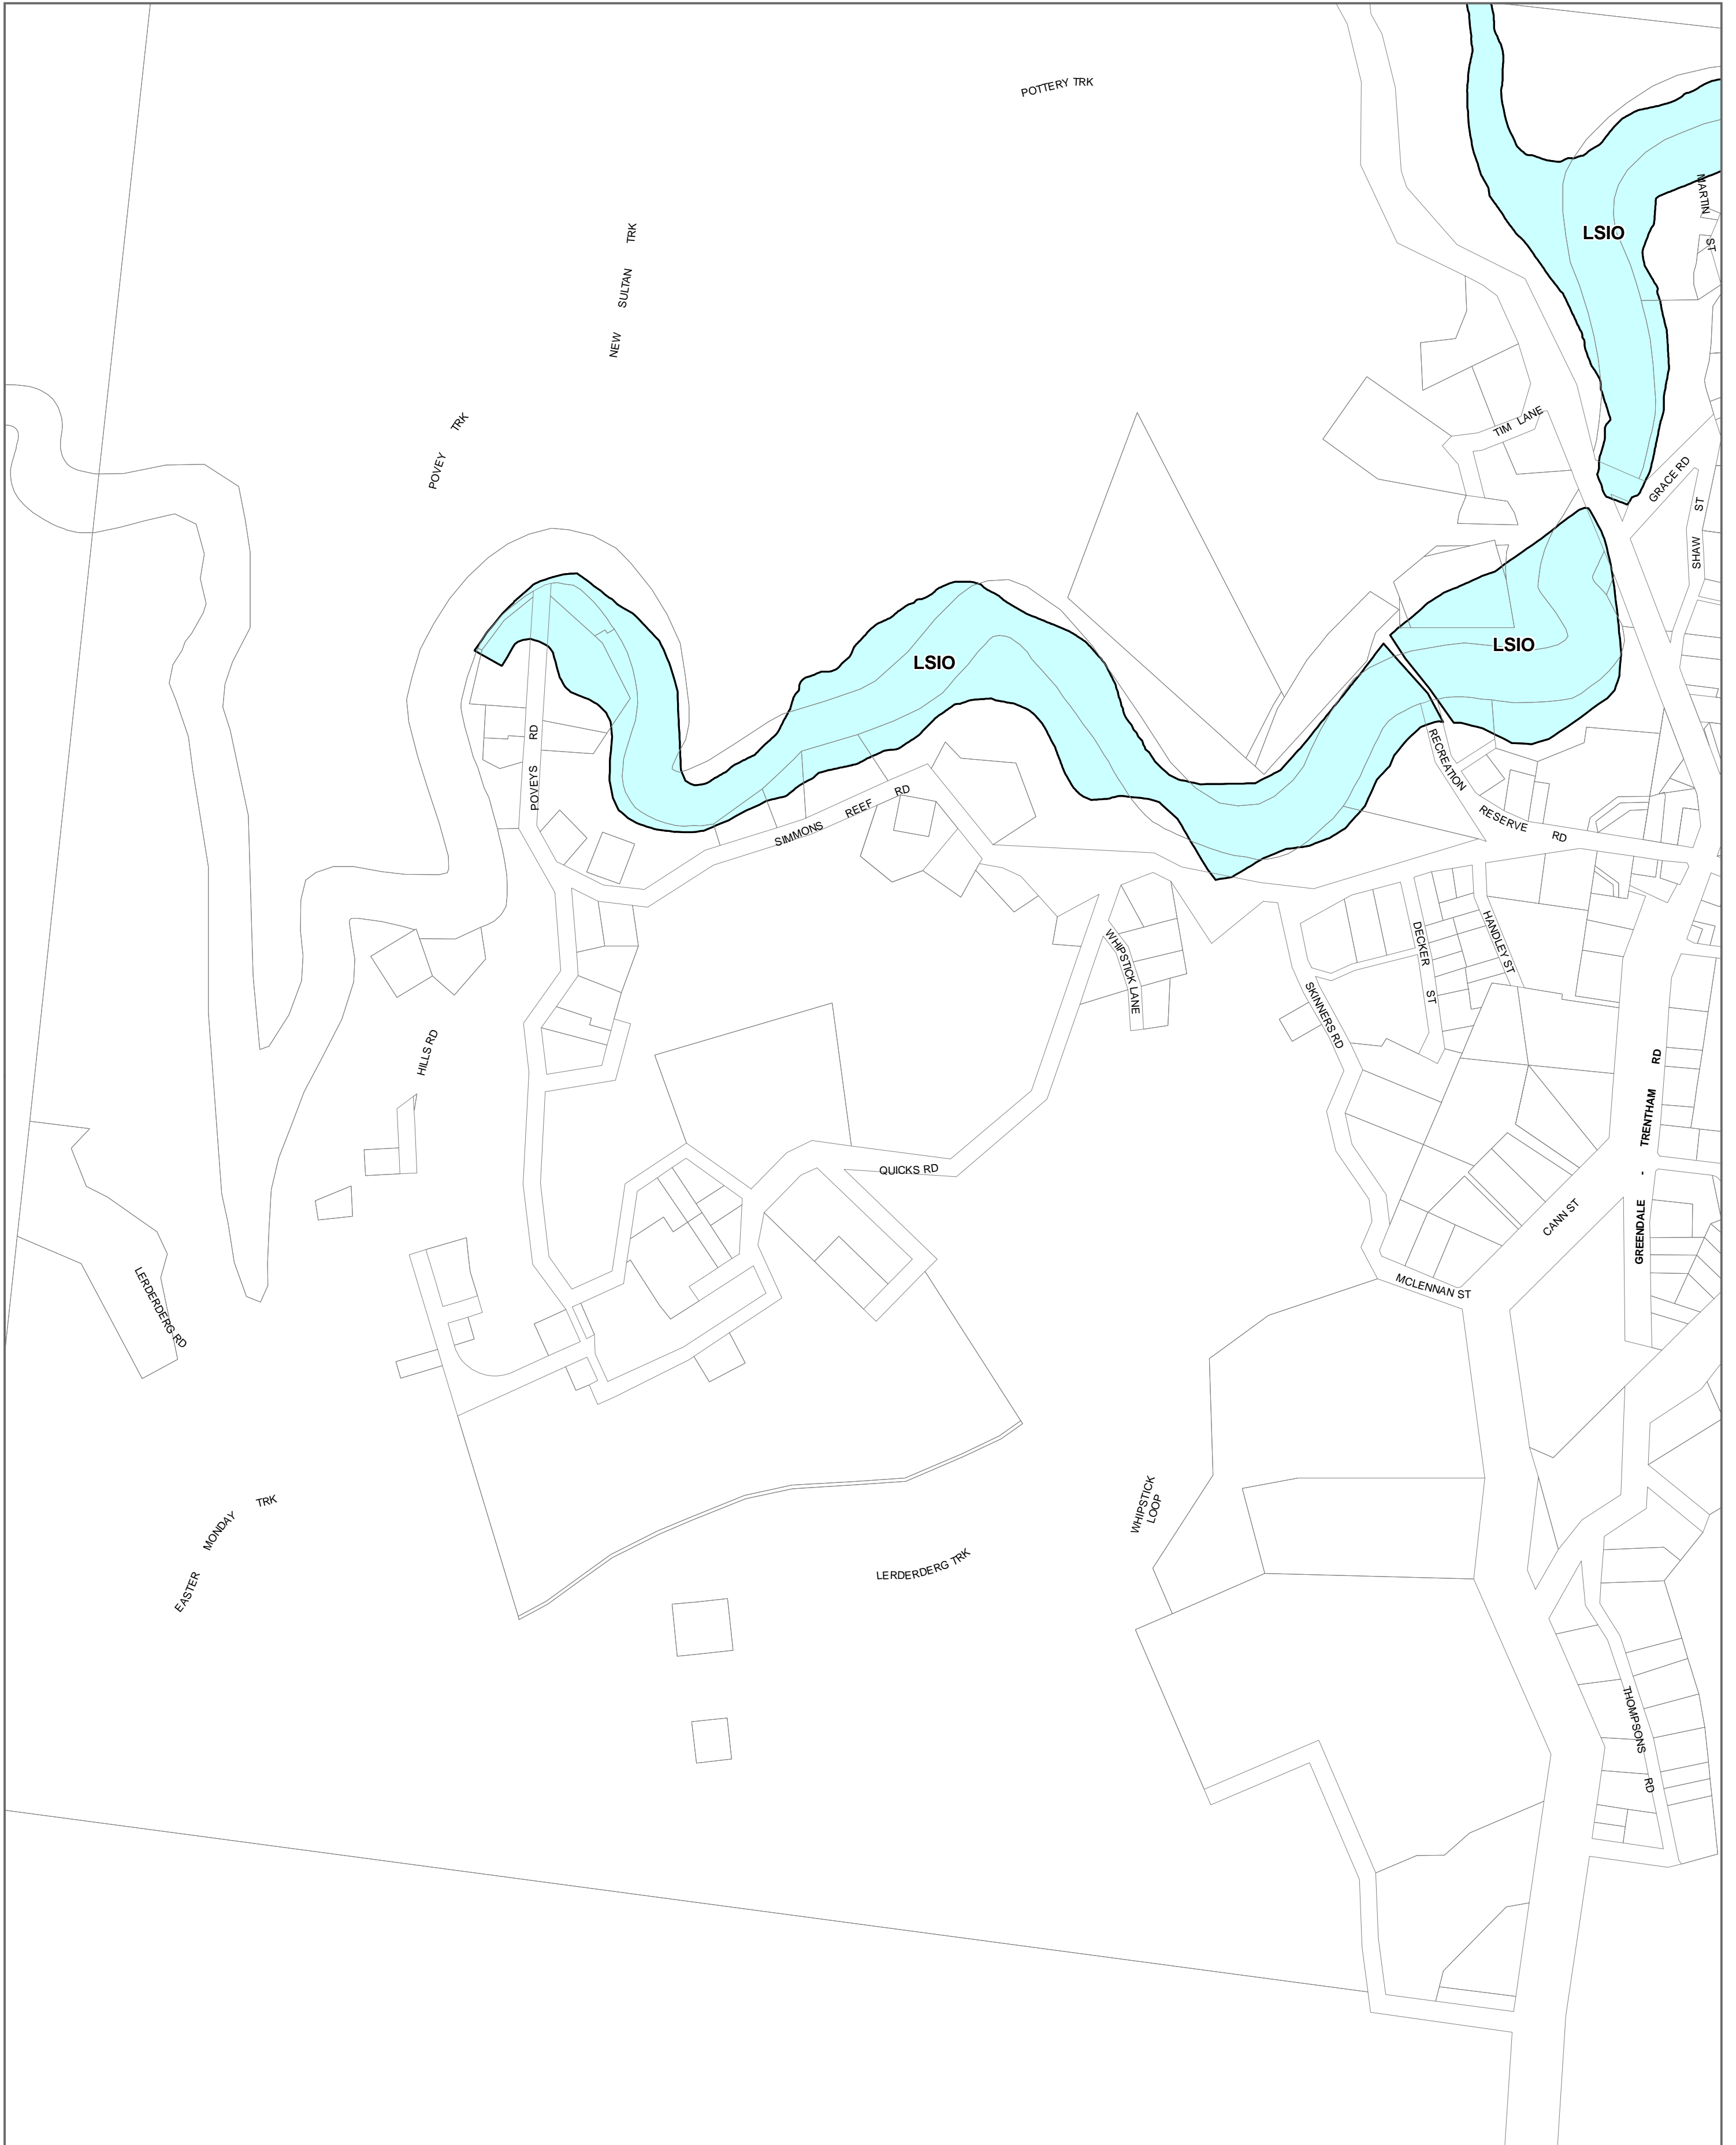 POTTERY TRK
MARTIN ST
LSIO
NEW SULTAN TRK
POVEY TRK
TIM LANE
GRACE RD
SHAW ST
LSIO
LSIO
POVEYS RD
RECREATION RESERVE RD
SIMMONS REEF RD
WHIPSTICK LANE
DECKER ST
HANDLEY ST
SKINNERS RD
HILLS RD
GREENDALE - TRENTHAM RD
QUICKS RD
CANN ST
LERDERDERG RD
MCLENNAN ST
EASTER MONDAY TRK
WHIPSTICK
LOOP
LERDERDERG TRK
THOMPSONS RD